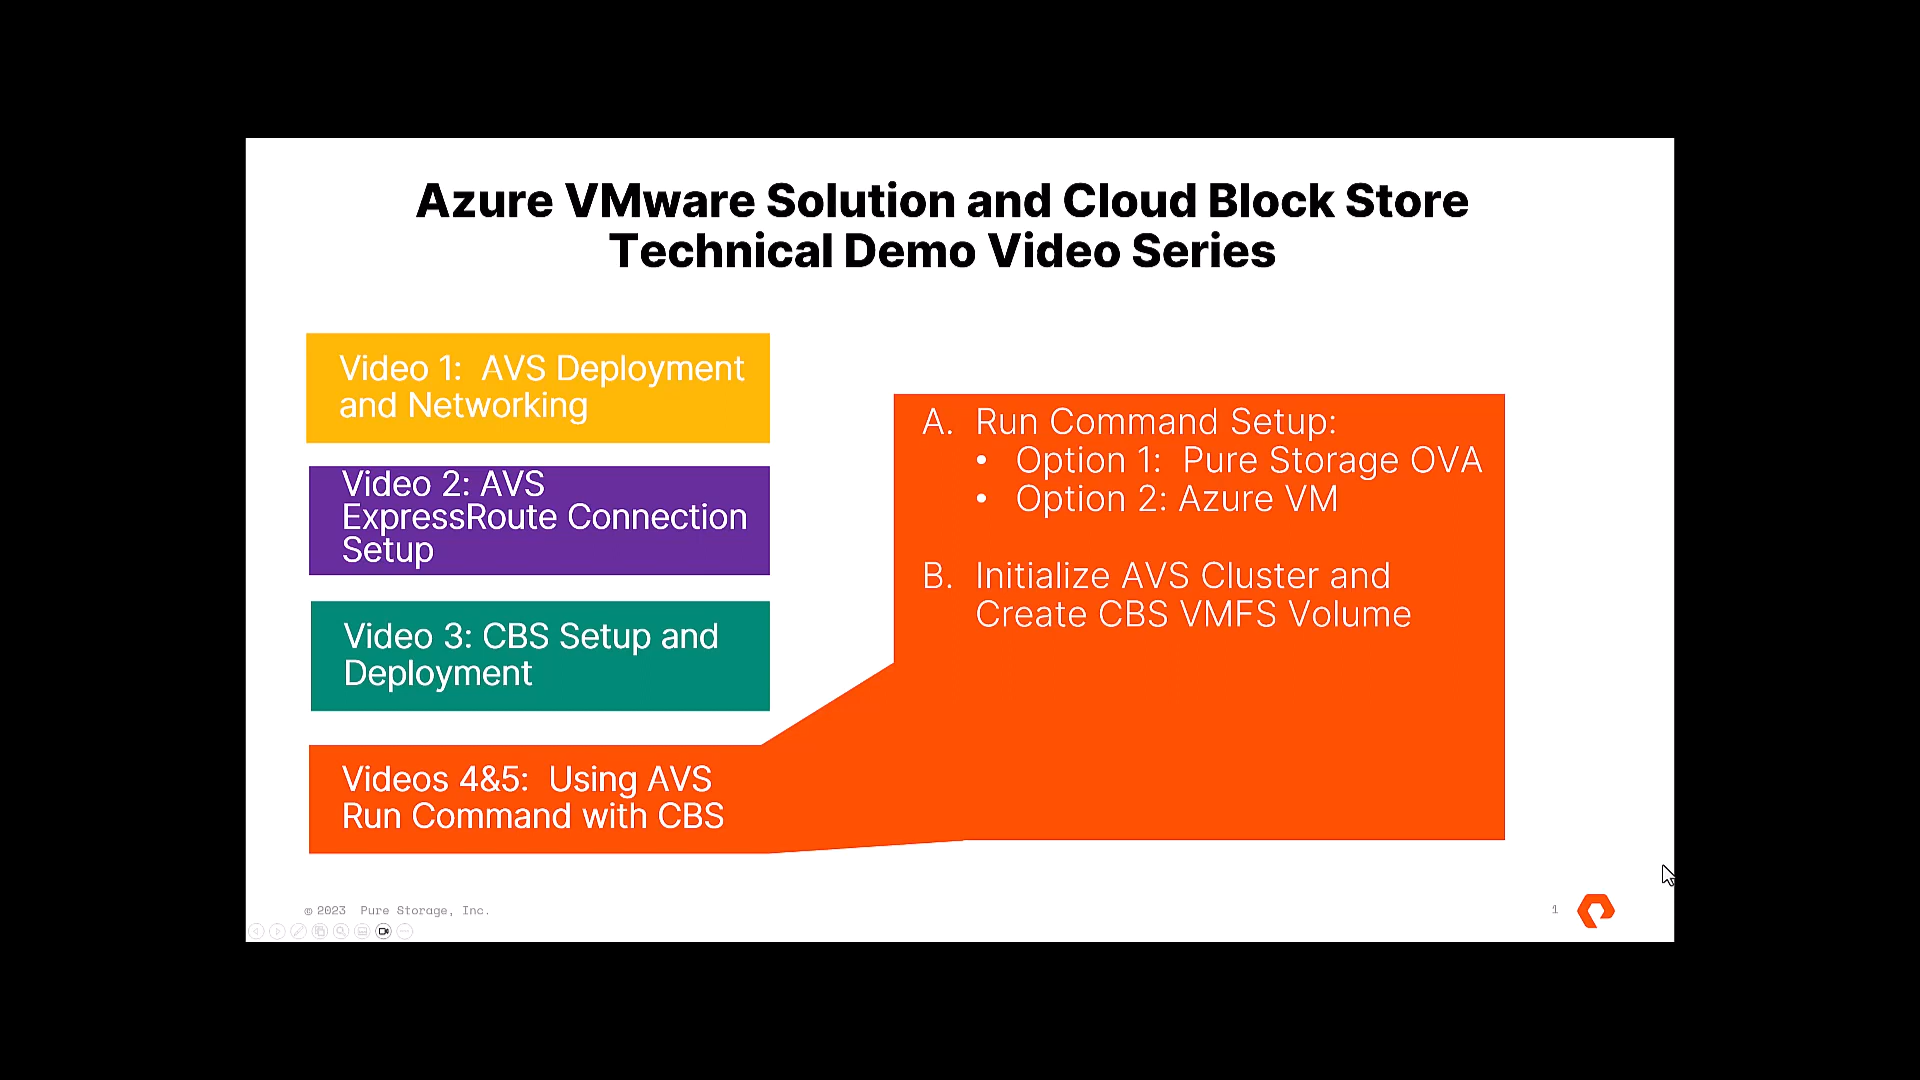 Azure VMware Solution and Cloud Block Store
Technical Demo Video Series
Video 1:  AVS Deployment
and Networking
Video 2: AVS
ExpressRoute Connection
Setup
Video 3: CBS Setup and
Deployment
Videos 4&5:  Using AVS
Run Command with CBS
A. Run Command Setup:
• Option 1:  Pure Storage OVA
• Option 2: Azure VM
B. Initialize AVS Cluster and
Create CBS VMFS Volume
© 2023 Pure Storage, Inc.
1